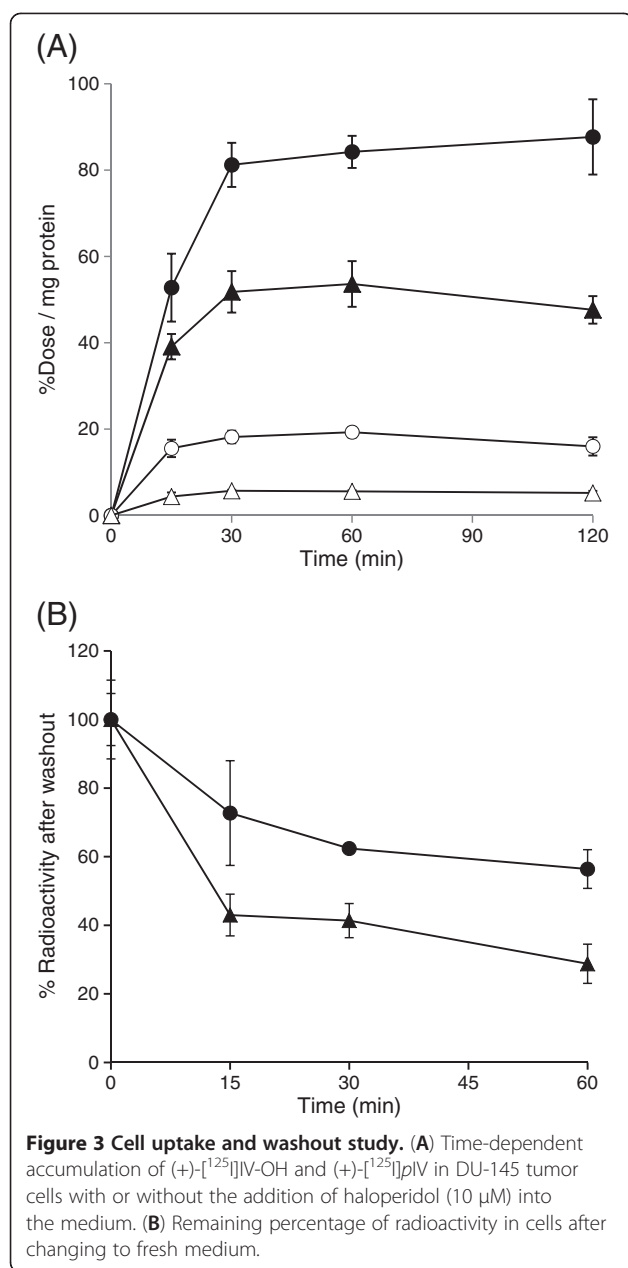 (A)
100
80
60
40
20
0
%Dose / mg protein
0 30 60 90 120
Time (min)
(B)
120
100
80
60
40
20
0
% Radioactivity after washout
0 15 30 45 60
Time (min)
Figure 3 Cell uptake and washout study. (A) Time-dependent
accumulation of (+)-[¹²⁵I]IV-OH and (+)-[¹²⁵I]pIV in DU-145 tumor
cells with or without the addition of haloperidol (10 μM) into
the medium. (B) Remaining percentage of radioactivity in cells after
changing to fresh medium.